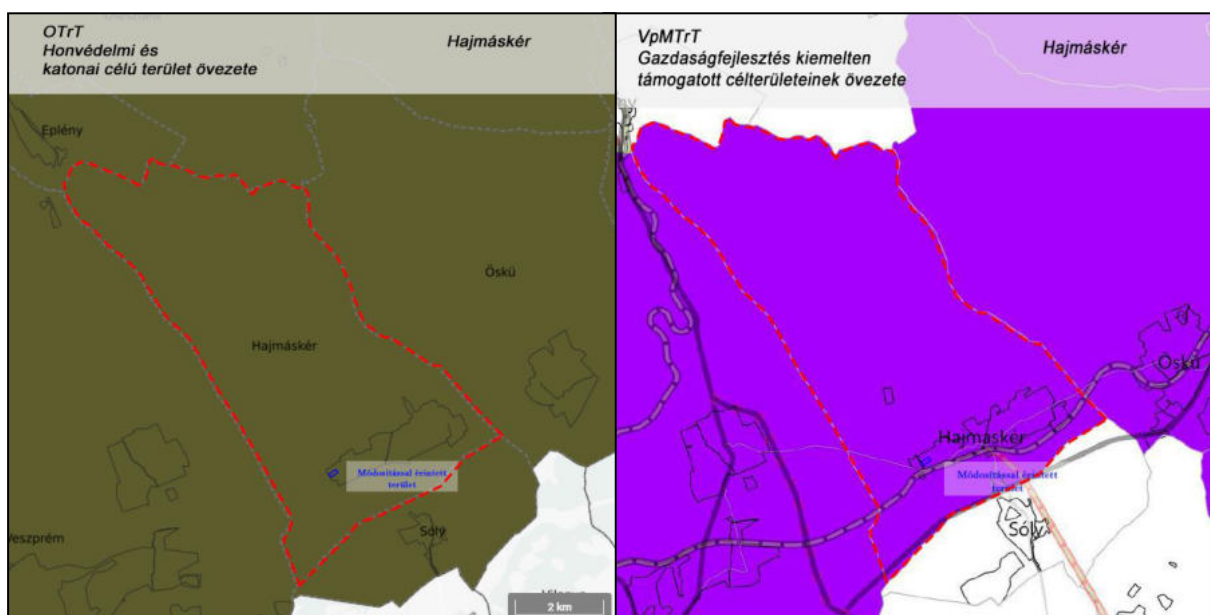 OTrT
Honvédelmi és
katonai célú terület övezete
Hajmáskér
Eplény
Öskü
Hajmáskér
Módosítással érintett
terület
Sóly
Veszprém
2 km
VpMTrT
Gazdaságfejlesztés kiemelten
támogatott célterületeinek övezete
Hajmáskér
Öskü
Hajmáskér
Módosítással érintett
terület
Sóly